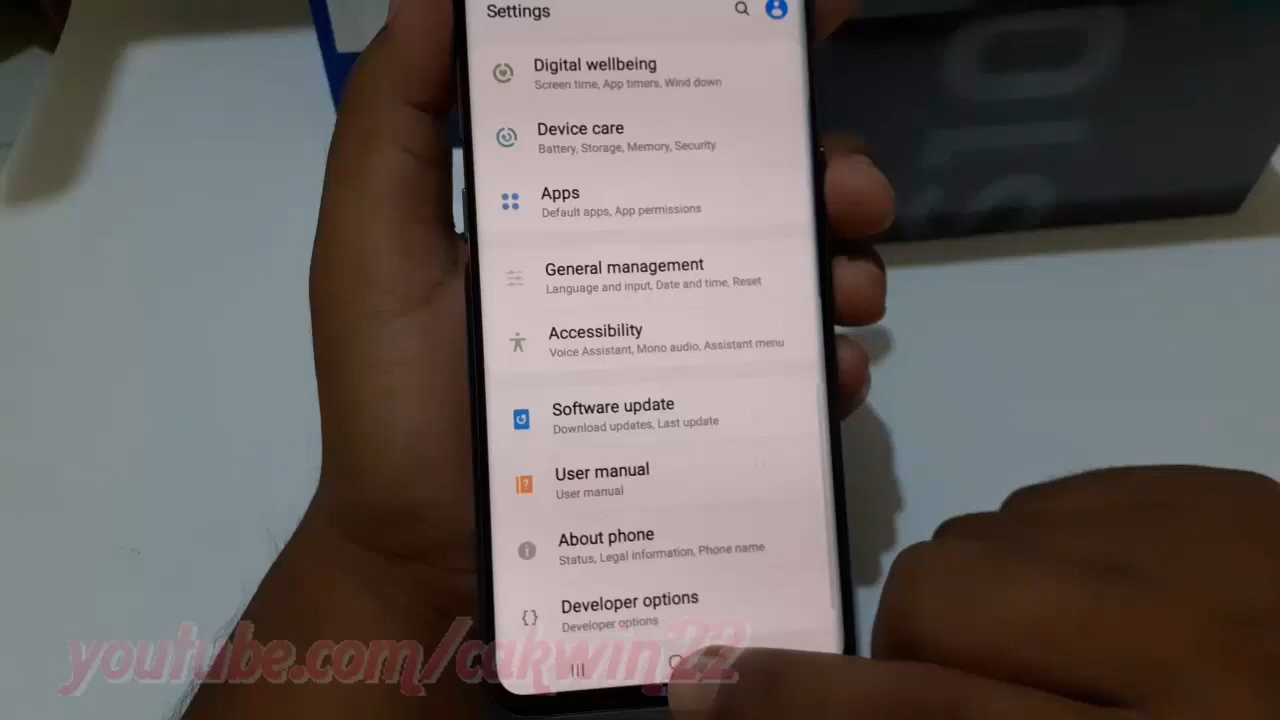 Settings
Digital wellbeing
Screen time, App timers, Wind down
Device care
Battery, Storage, Memory, Security
Apps
Default apps, App permissions
General management
Language and input, Date and time, Reset
Accessibility
Voice Assistant, Mono audio, Assistant menu
Software update
Download updates, Last update
User manual
User manual
About phone
Status, Legal information, Phone name
Developer options
Developer options
youtube.com/cakwin22
S10